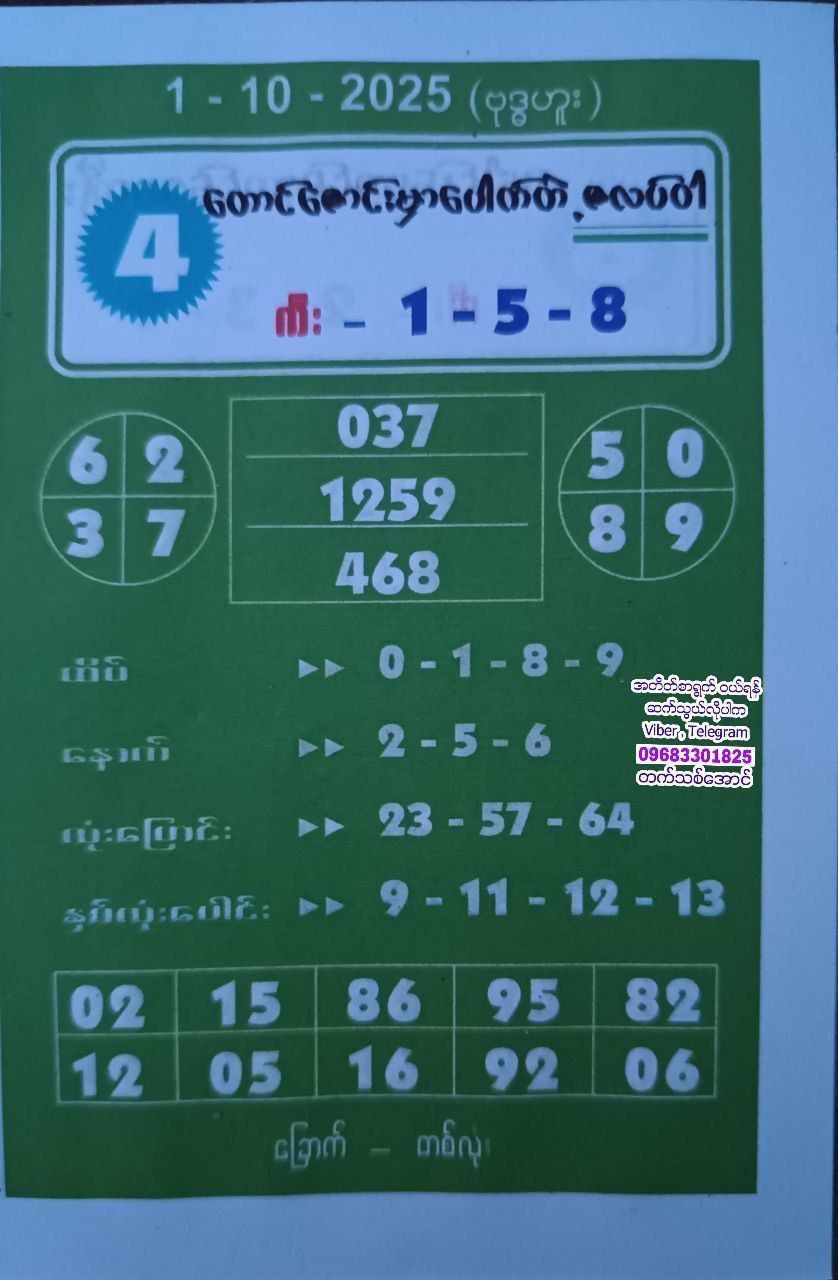 1 - 10 - 2025 (ဗုဒ္ဓဟူး)
4
တောင်ဇောင်းမှာပေါက်တဲ့ ဇလပ်ဝါ
ကီး - 1 - 5 - 8
6 2
3 7
037
1259
468
5 0
8 9
ထိပ် ▸▸ 0 - 1 - 8 - 9
နောက် ▸▸ 2 - 5 - 6
လုံးပြောင်း ▸▸ 23 - 57 - 64
နှစ်လုံးပေါင်း ▸▸ 9 - 11 - 12 - 13
အတိတ်စာရွက် ဝယ်ရန်
ဆက်သွယ်လိုပါက
Viber , Telegram
09683301825
တက်သစ်အောင်
02 15 86 95 82
12 05 16 92 06
ခြောက် – တစ်လုံး